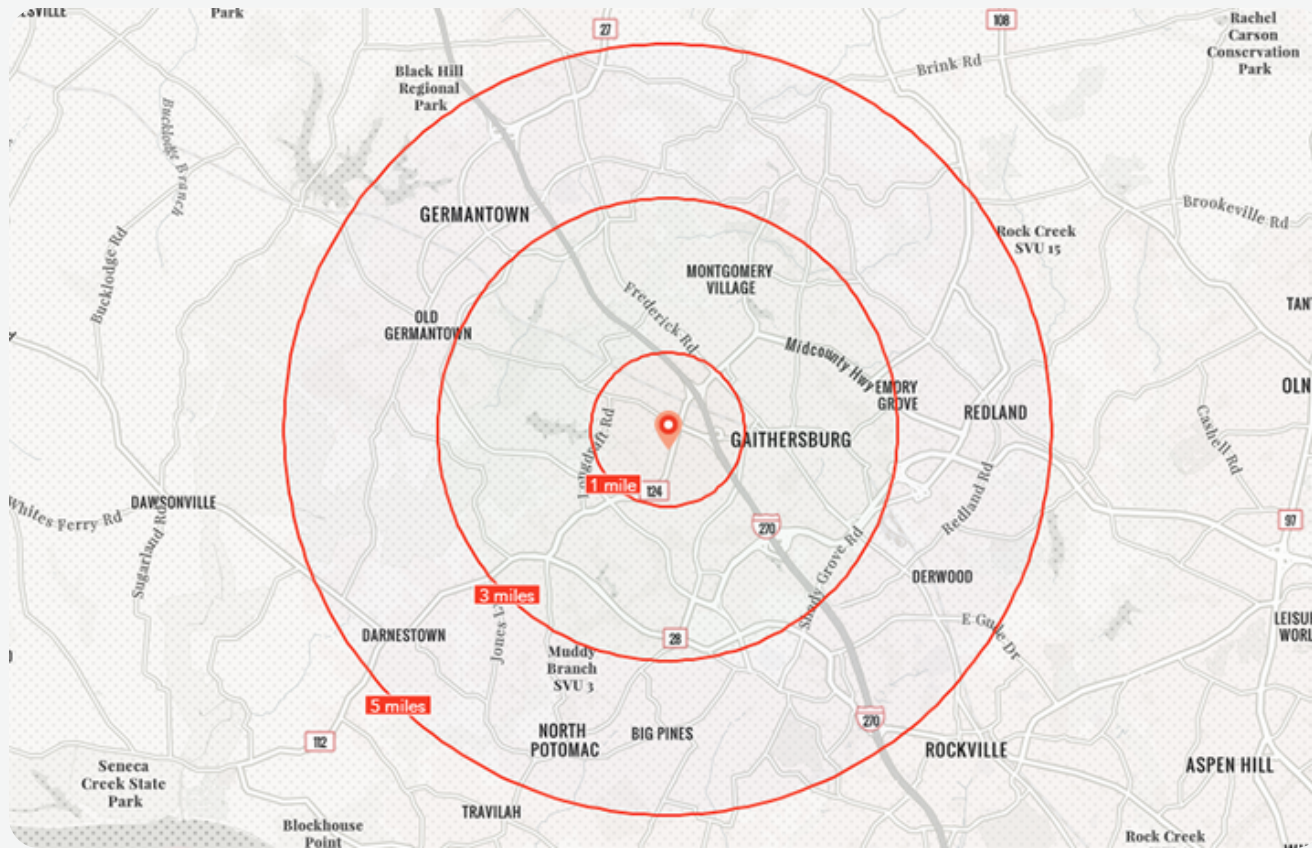 Park
27
108
Rachel
Carson
Conservation
Park
Black Hill
Regional
Park
Brink Rd
Bucklodge Branch
GERMANTOWN
Brookeville Rd
Rock Creek
SVU 15
Bucklodge Rd
MONTGOMERY
VILLAGE
OLD
GERMANTOWN
Frederick Rd
Midcounty Hwy
EMORY
GROVE
REDLAND
Cashell Rd
Longdraft Rd
GAITHERSBURG
1 mile
124
270
Redland Rd
97
DAWSONVILLE
Whites Ferry Rd
Sugarland Rd
Shady Grove Rd
DERWOOD
3 miles
Jones L
E Gude Dr
DARNESTOWN
28
Muddy
Branch
SVU 3
5 miles
NORTH
POTOMAC
BIG PINES
270
112
ROCKVILLE
ASPEN HILL
Seneca
Creek State
Park
TRAVILAH
Blockhouse
Point
Rock Creek